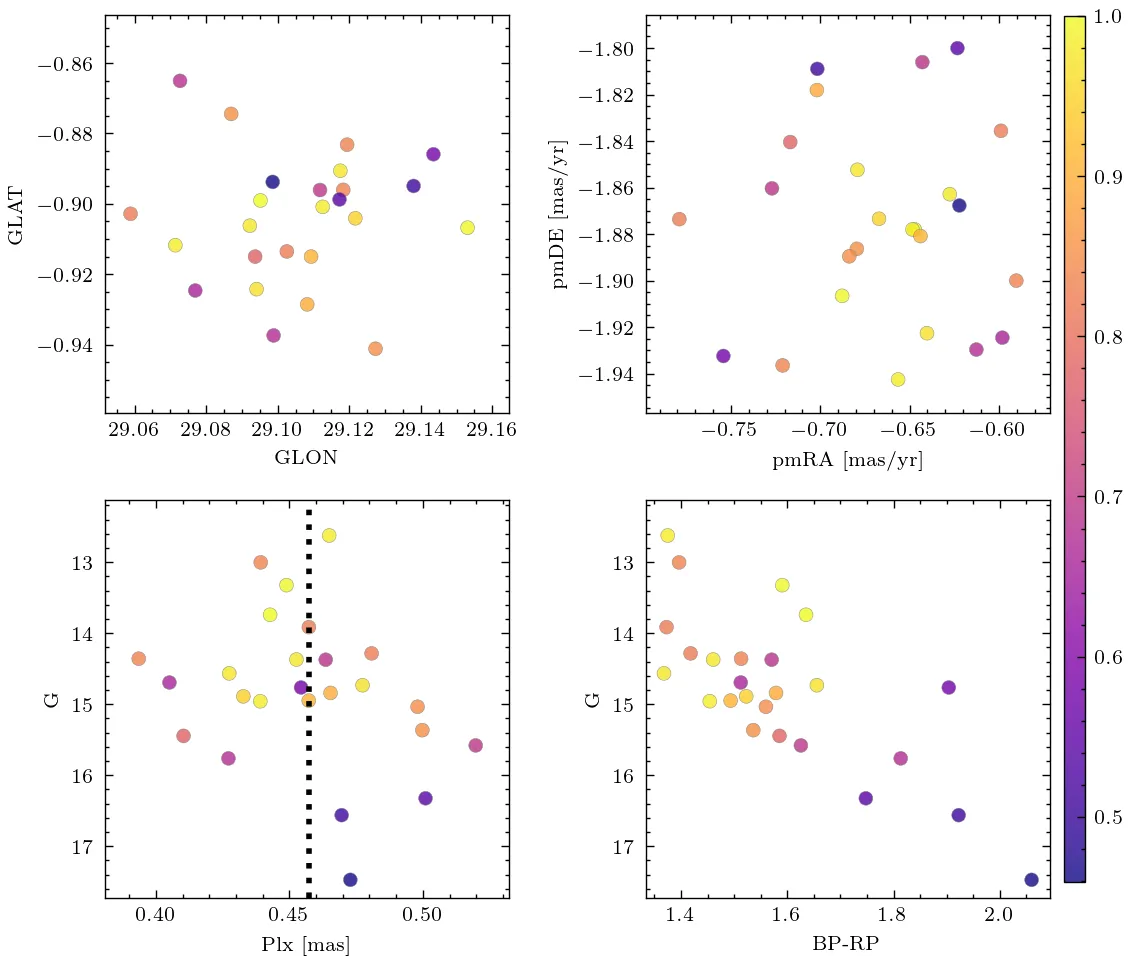 −0.86
−0.88
−0.90
−0.92
−0.94
GLAT
29.06 29.08 29.10 29.12 29.14 29.16
GLON
−1.80
−1.82
−1.84
−1.86
−1.88
−1.90
−1.92
−1.94
pmDE [mas/yr]
−0.75 −0.70 −0.65 −0.60
pmRA [mas/yr]
13
14
15
16
17
G
0.40 0.45 0.50
Plx [mas]
13
14
15
16
17
G
1.4 1.6 1.8 2.0
BP-RP
1.0
0.9
0.8
0.7
0.6
0.5